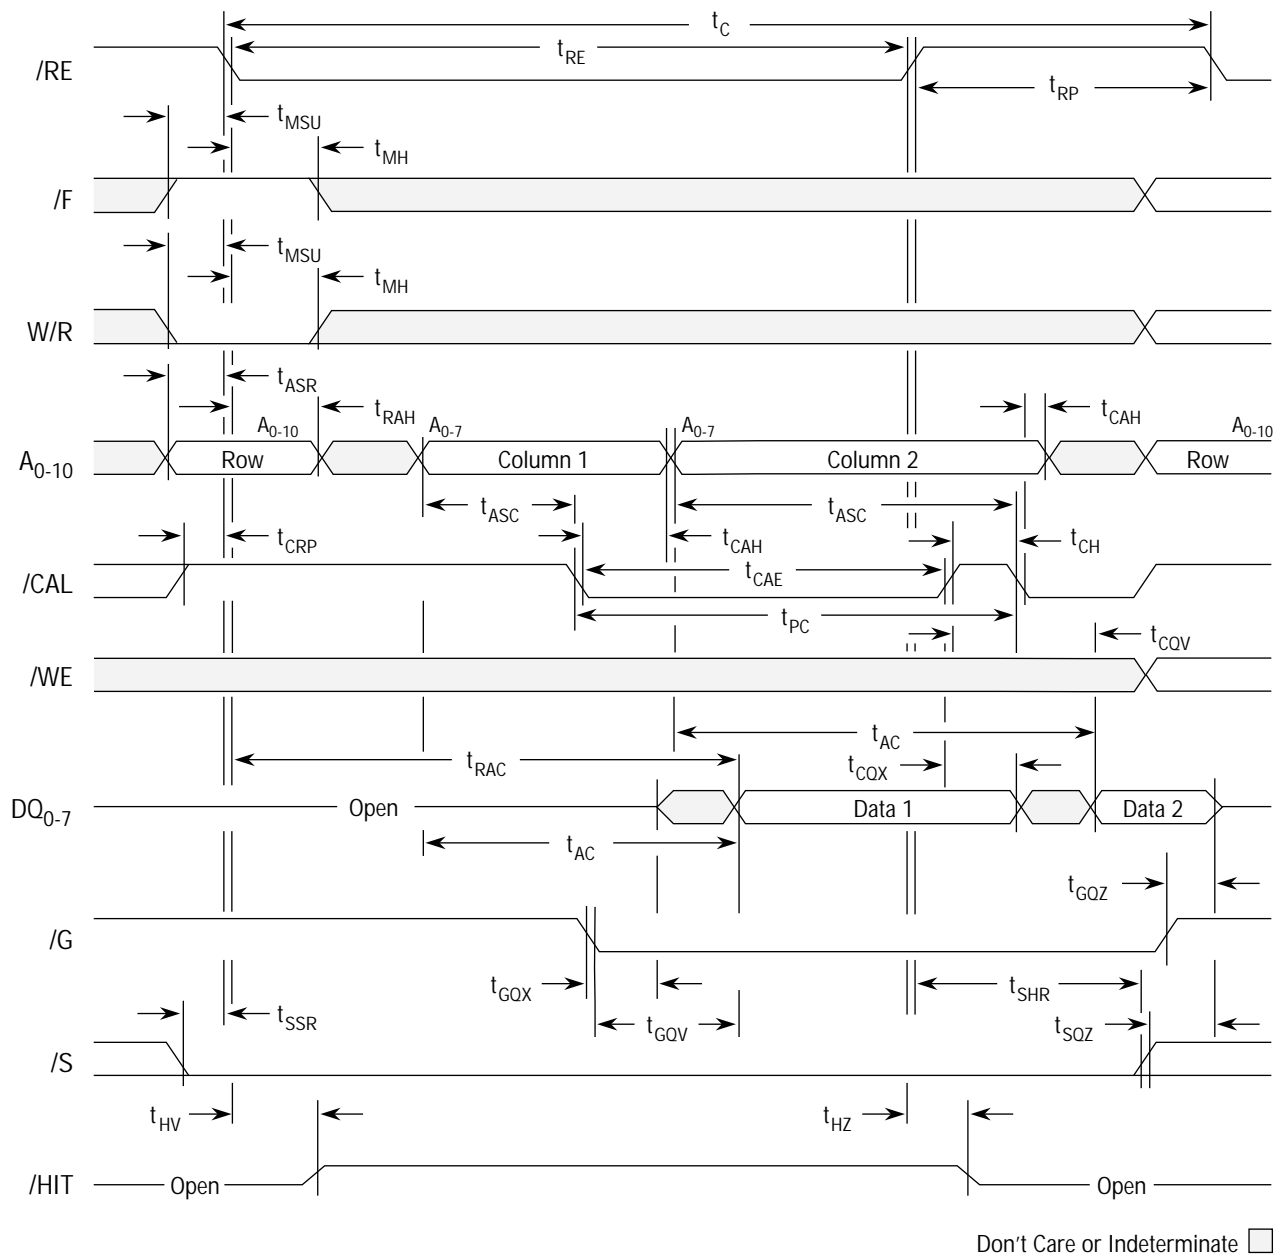 t_C
t_RE
/RE
t_RP
t_MSU
t_MH
/F
t_MSU
t_MH
W/R
t_ASR
t_RAH
t_CAH
A_0-10
A_0-7
A_0-7
A_0-10
A_0-10
Row
Column 1
Column 2
Row
t_ASC
t_ASC
t_CRP
t_CAH
t_CH
/CAL
t_CAE
t_PC
t_CQV
/WE
t_AC
t_RAC
t_CQX
DQ_0-7
Open
Data 1
Data 2
t_AC
t_GQZ
/G
t_GQX
t_SHR
t_SSR
t_GQV
t_SQZ
/S
t_HV
t_HZ
/HIT
Open
Open
Don't Care or Indeterminate